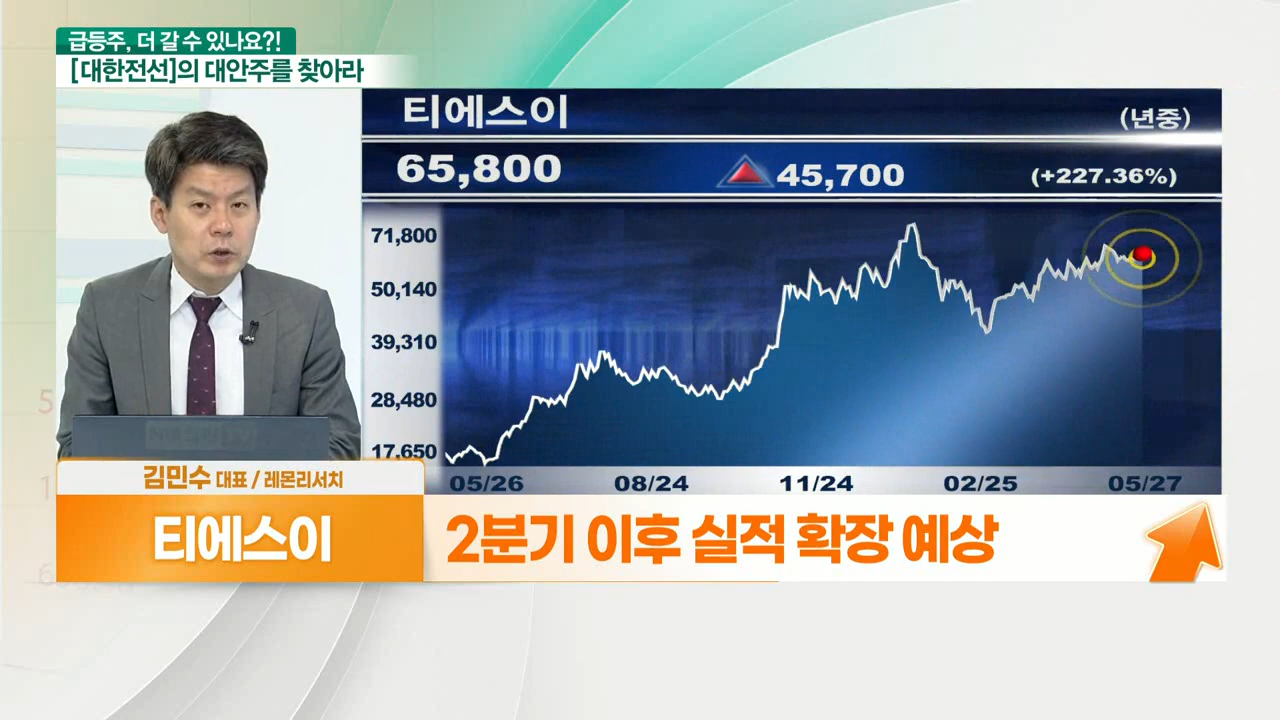 급등주, 더 갈 수 있나요?!
[대한전선]의 대안주를 찾아라
티에스이
(년중)
65,800
45,700
(+227.36%)
71,800
50,140
39,310
28,480
17,650
05/26
08/24
11/24
02/25
05/27
김민수 대표 / 레몬리서치
티에스이
2분기 이후 실적 확장 예상